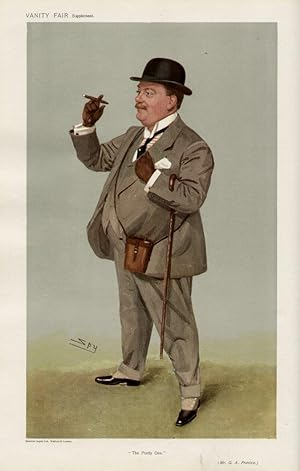 VANITY FAIR Supplement.
Spy
"The Portly One."
(Mr. G. A. Prentice.)